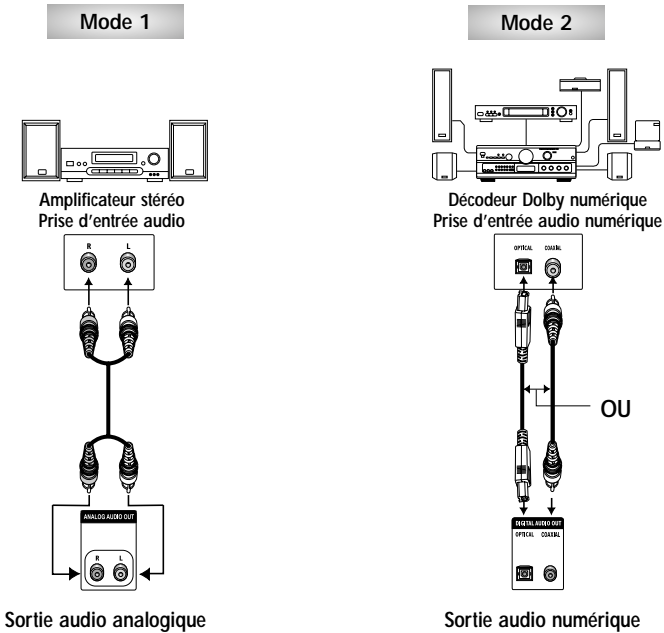 Mode 1
Amplificateur stéréo
Prise d'entrée audio
R L
ANALOG AUDIO OUT
R L
Sortie audio analogique
Mode 2
Décodeur Dolby numérique
Prise d'entrée audio numérique
OPTICAL COAXIAL
OU
DIGITAL AUDIO OUT
OPTICAL COAXIAL
Sortie audio numérique